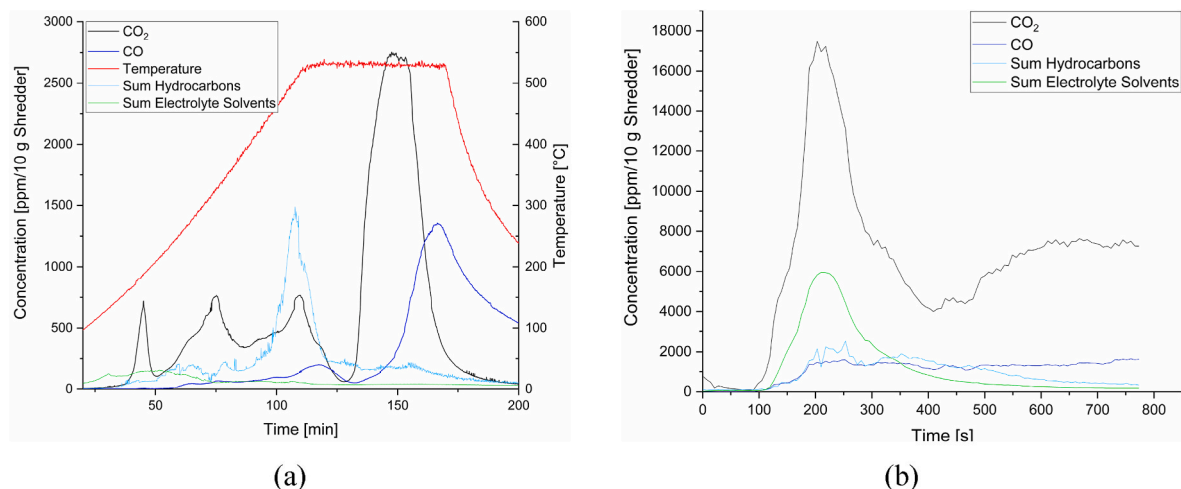 3000
2500
2000
1500
1000
500
0
Concentration [ppm/10 g Shredder]
CO₂
CO
Temperature
Sum Hydrocarbons
Sum Electrolyte Solvents
600
500
400
300
200
100
0
Temperature [°C]
50
100
150
200
Time [min]
(a)
18000
16000
14000
12000
10000
8000
6000
4000
2000
0
Concentration [ppm/10 g Shredder]
CO₂
CO
Sum Hydrocarbons
Sum Electrolyte Solvents
0
100
200
300
400
500
600
700
800
Time [s]
(b)